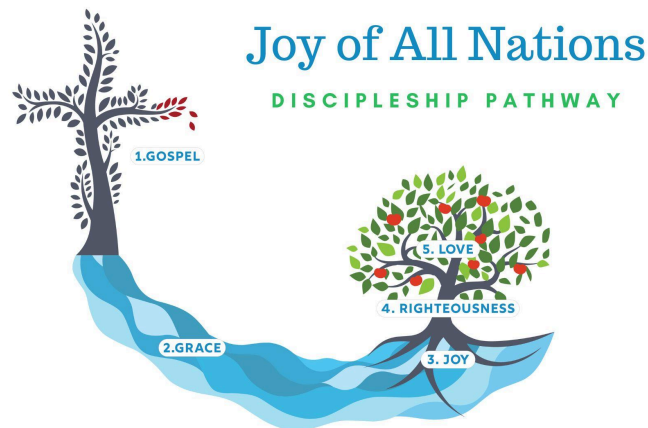 Joy of All Nations
DISCIPLESHIP PATHWAY
1.GOSPEL
2.GRACE
3. JOY
4. RIGHTEOUSNESS
5. LOVE